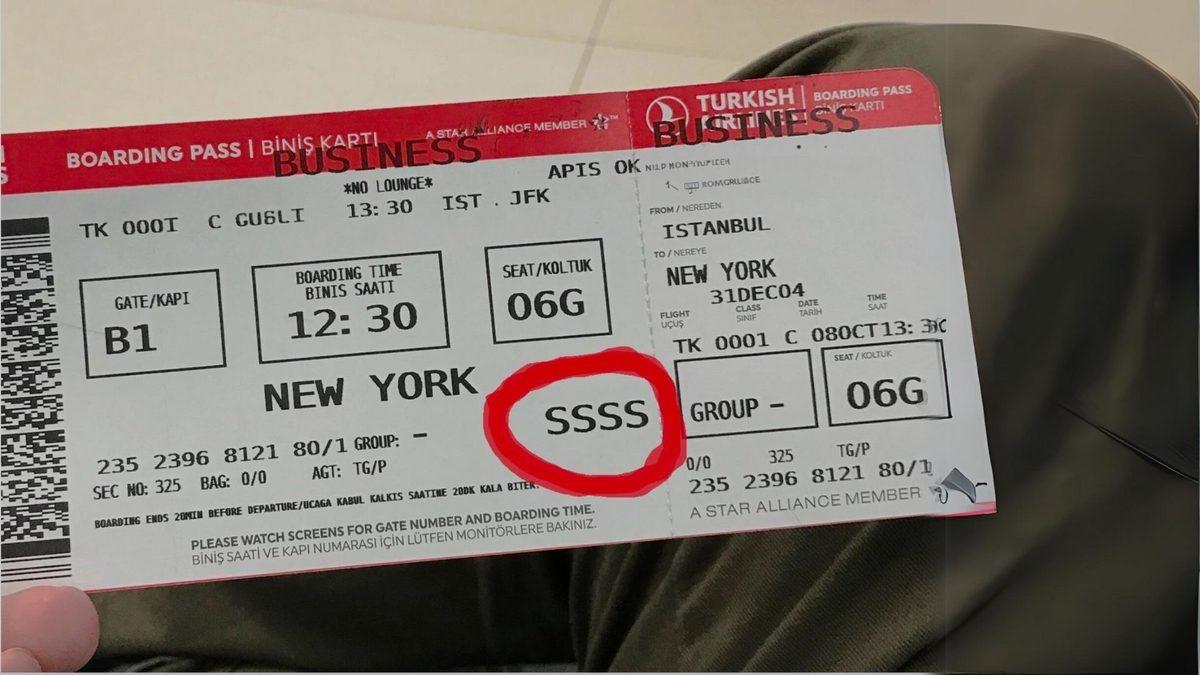 BOARDING PASS | BİNİŞ KARTI
A STAR ALLIANCE MEMBER
BUSINESS
*NO LOUNGE*
APIS OK
TK 000I C GU6LI 13:30 IŞT . JFK
GATE/KAPI
B1
BOARDING TIME
BINIS SAATI
12:30
SEAT/KOLTUK
06G
NEW YORK
SSSS
235 2396 8121 80/1 GROUP: -
SEC NO: 325 BAG: 0/0 AGT: TG/P
BOARDING ENDS 20MIN BEFORE DEPARTURE/UCAGA KABUL KALKIS SAATINE 20DK KALA BITER.
PLEASE WATCH SCREENS FOR GATE NUMBER AND BOARDING TIME.
BİNİŞ SAATİ VE KAPI NUMARASI İÇİN LÜTFEN MONİTÖRLERE BAKINIZ.
TURKISH
AIRLINES
BOARDING PASS
BİNİŞ KARTI
BUSINESS
FROM / NEREDEN
ISTANBUL
TO / NEREYE
NEW YORK
31DEC04
FLIGHT CLASS DATE TIME
UÇUŞ SINIF TARİH SAAT
TK 0001 C 08OCT13:
GROUP -
SEAT / KOLTUK
06G
0/0 325 TG/P
235 2396 8121 80/1
A STAR ALLIANCE MEMBER